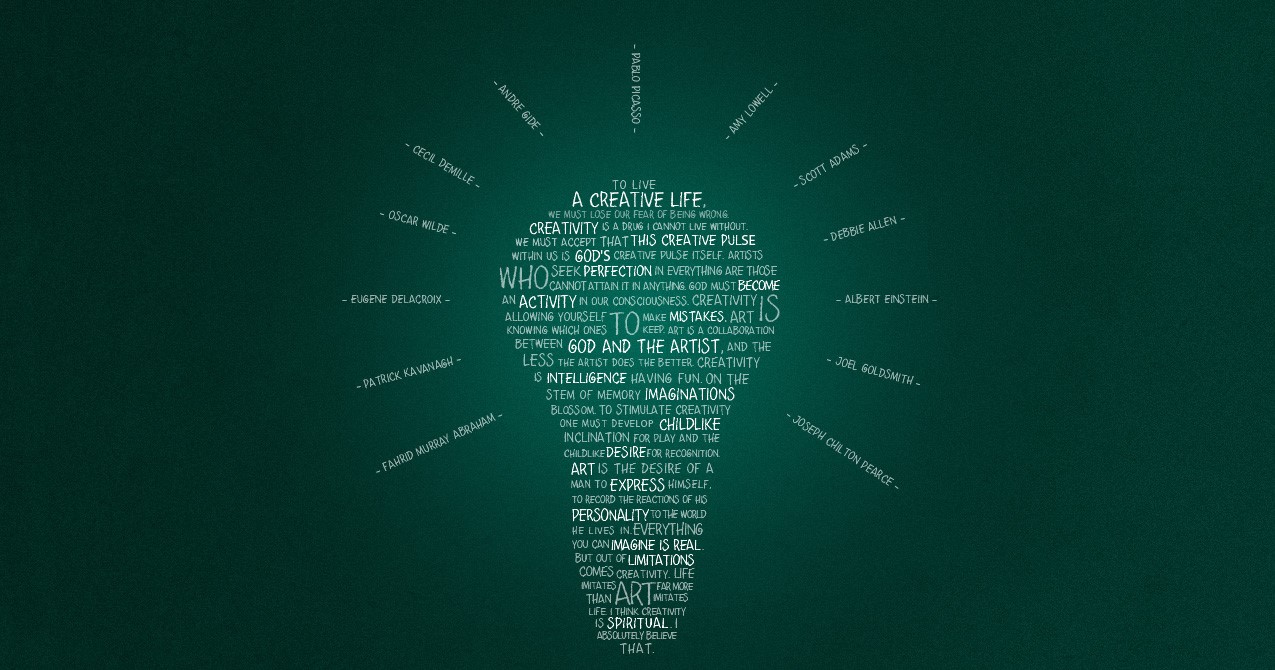 - PABLO PICASSO -
- ANDRE GIDE -
- AMY LOWELL -
- CECIL DEMILLE -
- SCOTT ADAMS -
- OSCAR WILDE -
- DEBBIE ALLEN -
- EUGENE DELACROIX -
- ALBERT EINSTEIIN -
- PATRICK KAVANAGH -
- JOEL GOLDSMITH -
- FAHRID MURRAY ABRAHAM -
- JOSEPH CHILTON PEARCE -
TO LIVE
A CREATIVE LIFE,
WE MUST LOSE OUR FEAR OF BEING WRONG.
CREATIVITY IS A DRUG I CANNOT LIVE WITHOUT.
WE MUST ACCEPT THAT THIS CREATIVE PULSE
WITHIN US IS GOD'S CREATIVE PULSE ITSELF. ARTISTS
WHO SEEK PERFECTION IN EVERYTHING ARE THOSE
CANNOT ATTAIN IT IN ANYTHING. GOD MUST BECOME
AN ACTIVITY IN OUR CONSCIOUSNESS. CREATIVITY IS
ALLOWING YOURSELF TO MAKE MISTAKES. ART
KNOWING WHICH ONES KEEP. ART IS A COLLABORATION
BETWEEN GOD AND THE ARTIST, AND THE
LESS THE ARTIST DOES THE BETTER. CREATIVITY
IS INTELLIGENCE HAVING FUN. ON THE
STEM OF MEMORY IMAGINATIONS
BLOSSOM. TO STIMULATE CREATIVITY
ONE MUST DEVELOP CHILDLIKE
INCLINATION FOR PLAY AND THE
CHILDLIKE DESIRE FOR RECOGNITION.
ART IS THE DESIRE OF A
MAN TO EXPRESS HIMSELF,
TO RECORD THE REACTIONS OF HIS
PERSONALITY TO THE WORLD
HE LIVES IN. EVERYTHING
YOU CAN IMAGINE IS REAL.
BUT OUT OF LIMITATIONS
COMES CREATIVITY. LIFE
IMITATES ART FAR MORE
THAN IMITATES
LIFE. I THINK CREATIVITY
IS SPIRITUAL. I
ABSOLUTELY BELIEVE
THAT.